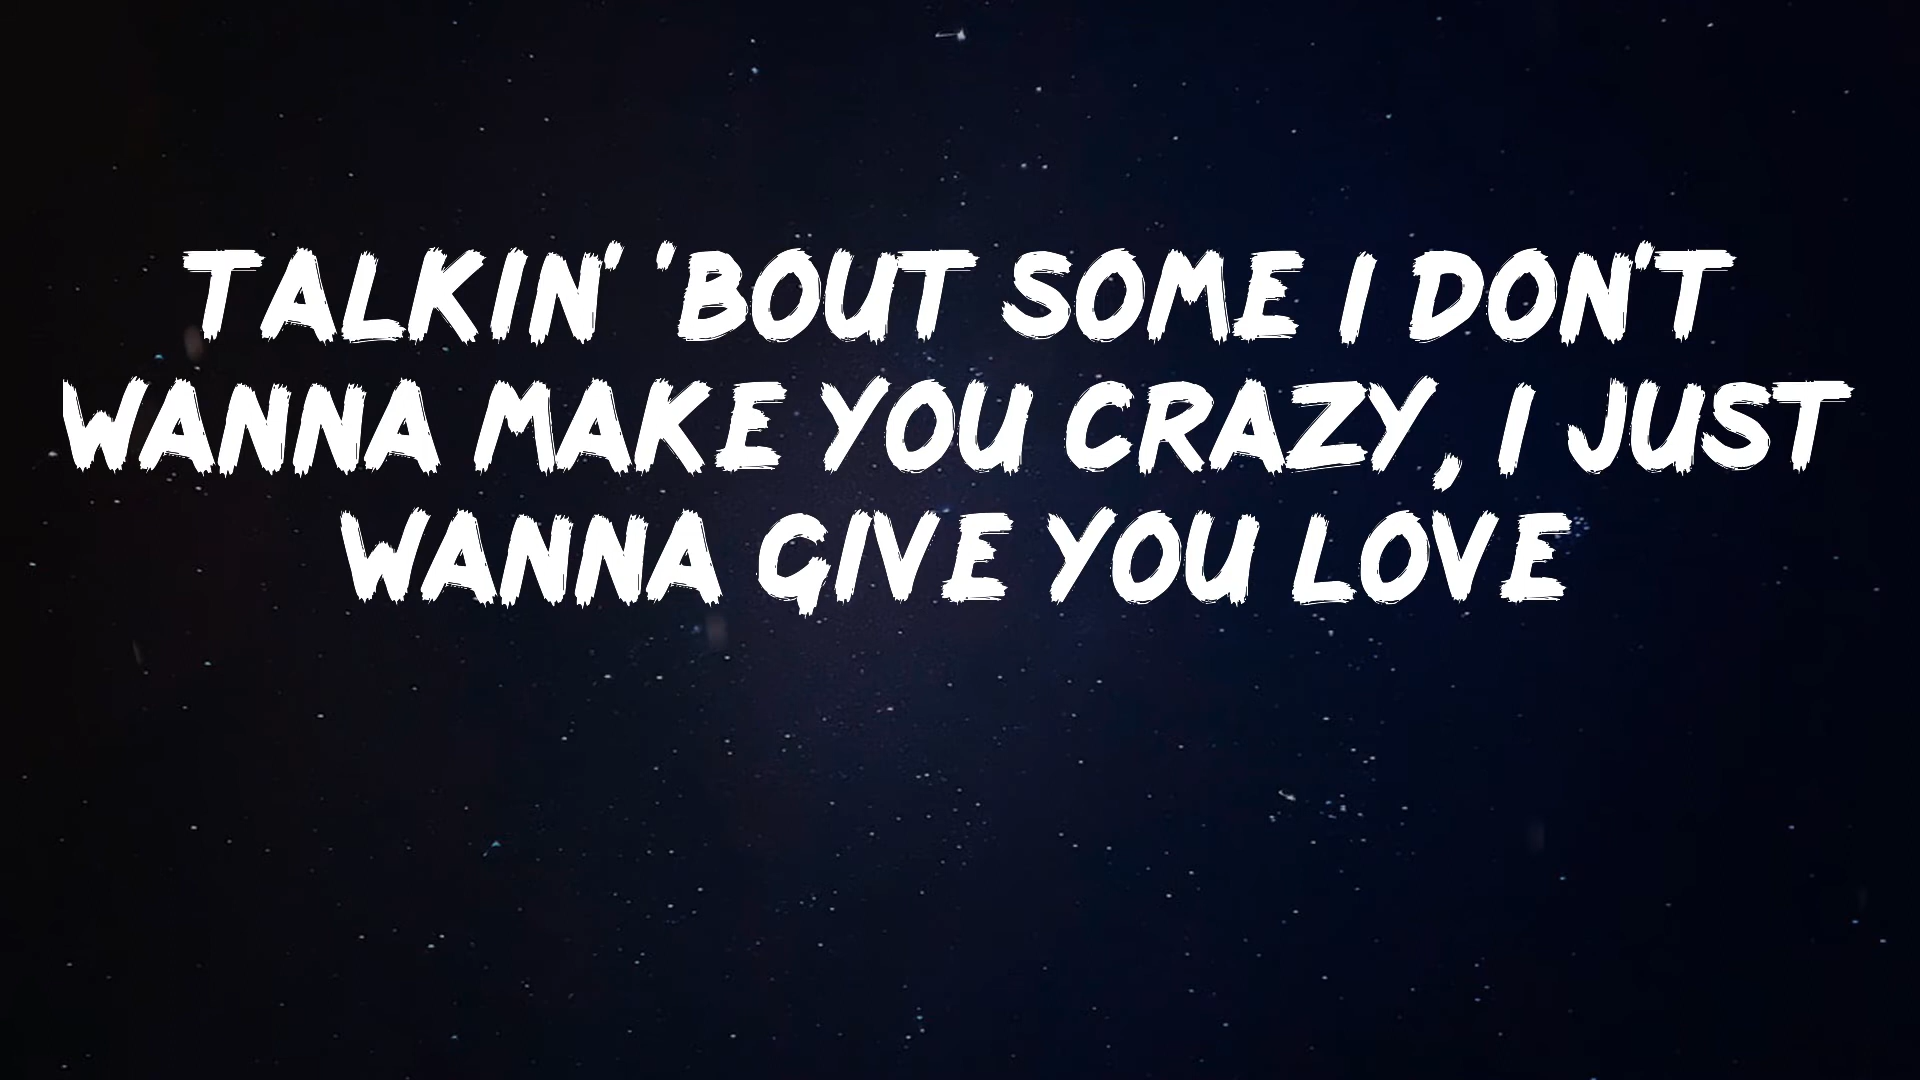 TALKIN' 'BOUT SOME I DON'T
WANNA MAKE YOU CRAZY, I JUST
WANNA GIVE YOU LOVE